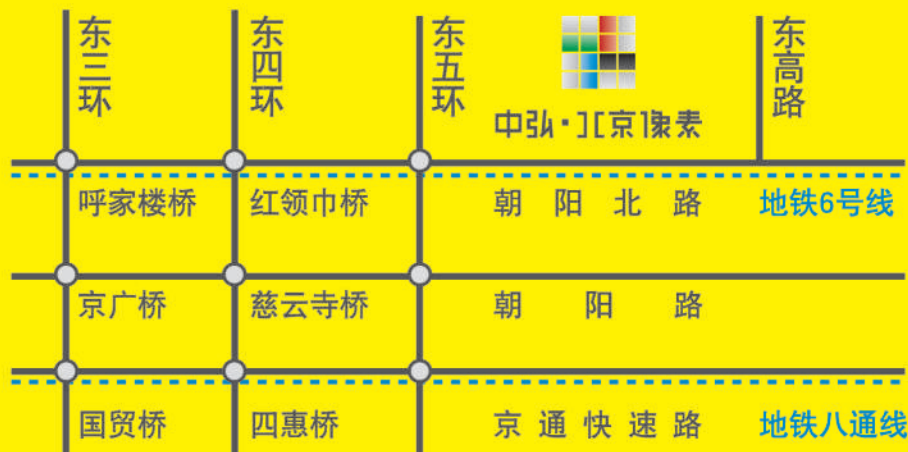 东三环
东四环
东五环
东高路
中弘·北京像素
呼家楼桥
红领巾桥
朝阳北路
地铁6号线
京广桥
慈云寺桥
朝阳路
国贸桥
四惠桥
京通快速路
地铁八通线